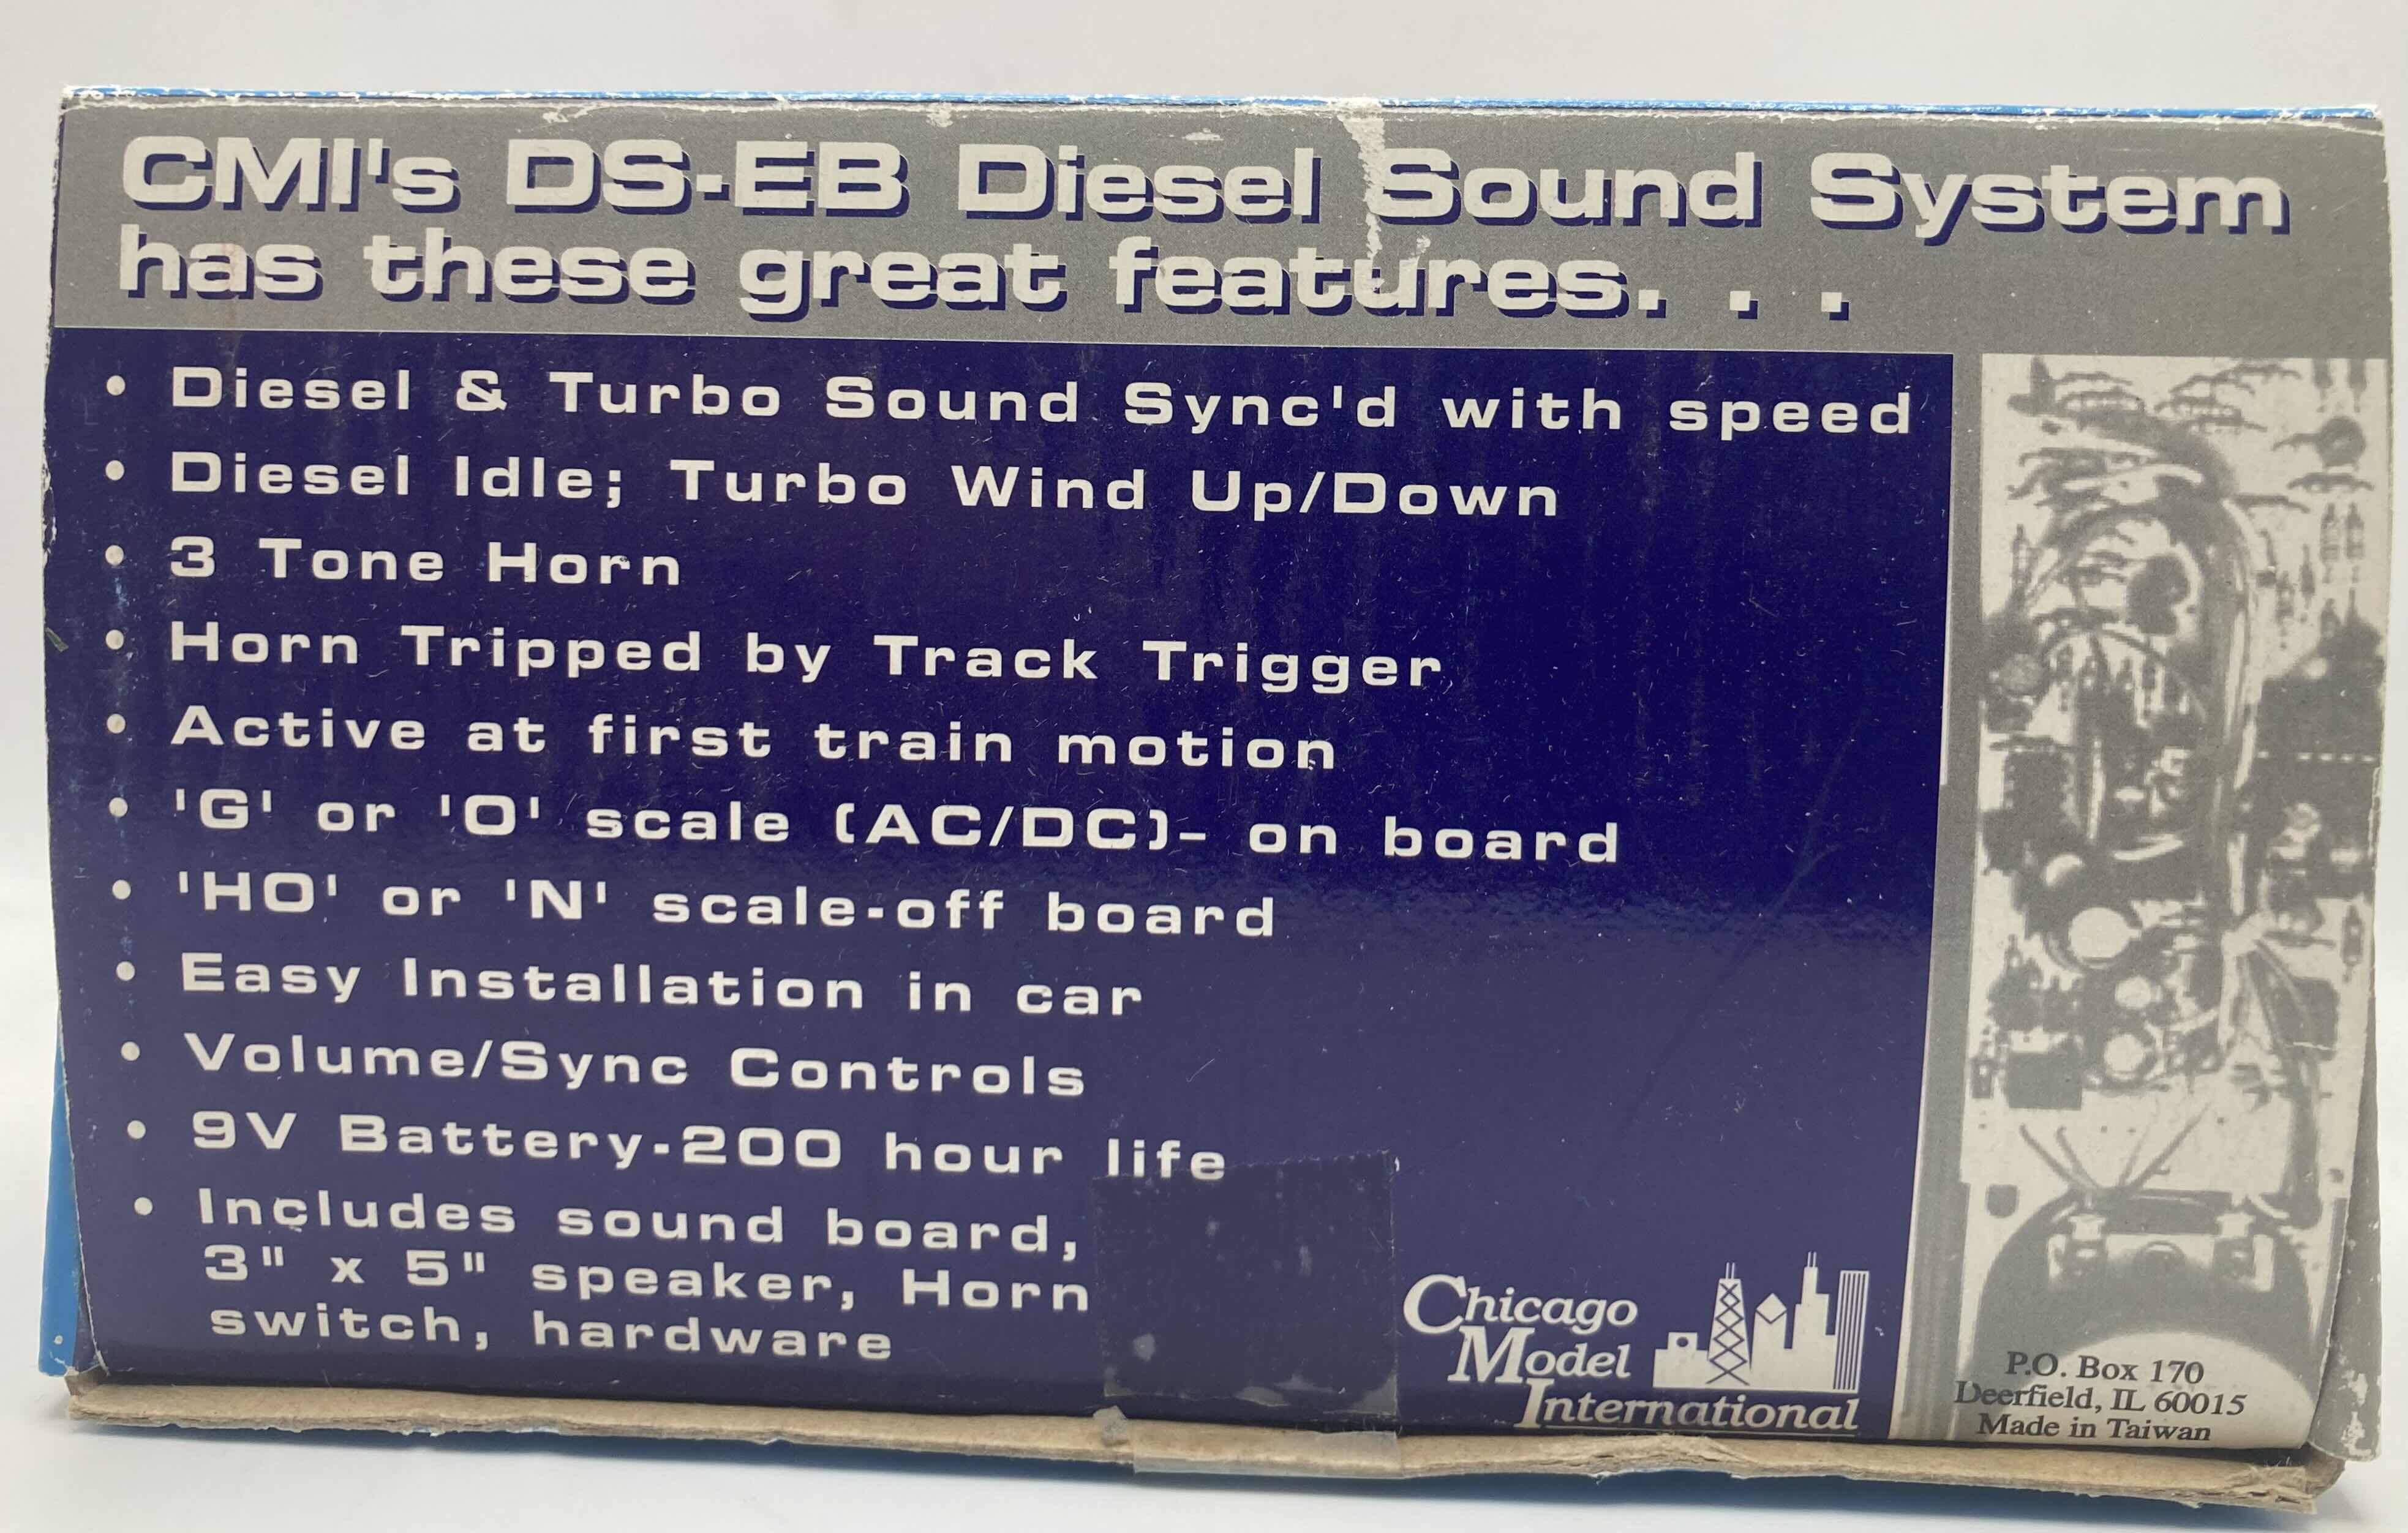 CMI's DS-EB Diesel Sound System
has these great features. . .
• Diesel & Turbo Sound Sync'd with speed
• Diesel Idle; Turbo Wind Up/Down
• 3 Tone Horn
• Horn Tripped by Track Trigger
• Active at first train motion
• 'G' or 'O' scale (AC/DC)- on board
• 'HO' or 'N' scale-off board
• Easy Installation in car
• Volume/Sync Controls
• 9V Battery-200 hour life
• Includes sound board,
3" x 5" speaker, Horn
switch, hardware
Chicago
Model
International
P.O. Box 170
Deerfield, IL 60015
Made in Taiwan